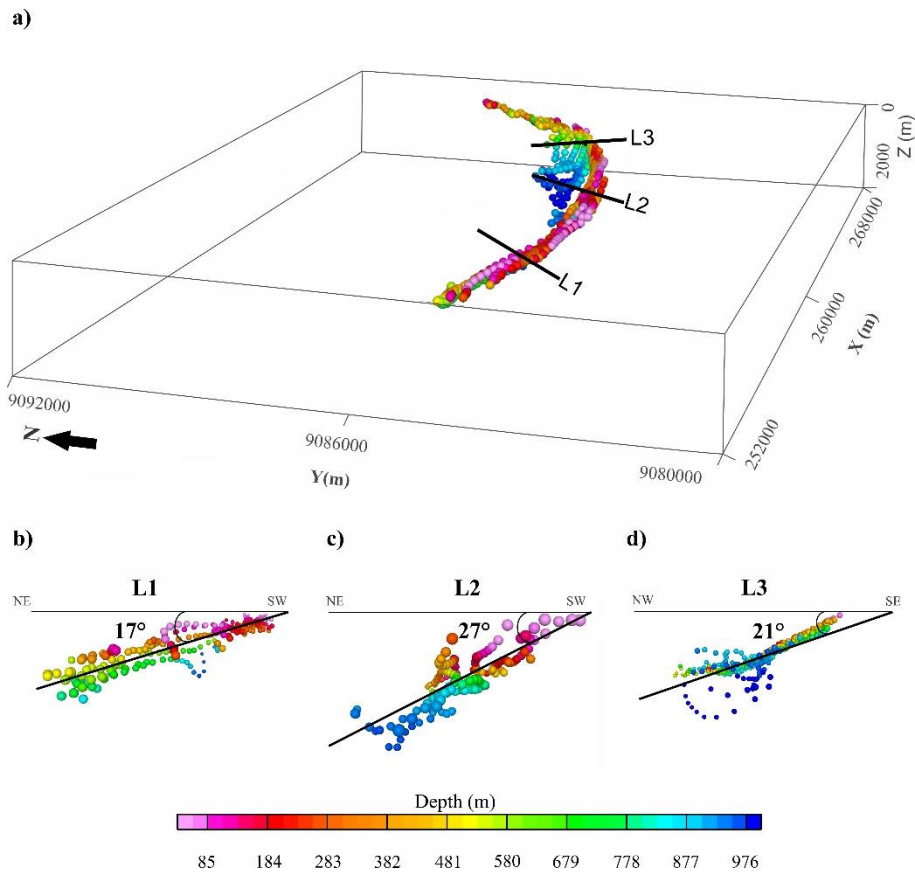 a)
0
Z (m)
2000
L3
L2
L1
268000
260000
X (m)
252000
9092000
9086000
9080000
N
Y(m)
b)
c)
d)
L1
L2
L3
NE
SW
NE
SW
NW
SE
17°
27°
21°
Depth (m)
85 184 283 382 481 580 679 778 877 976